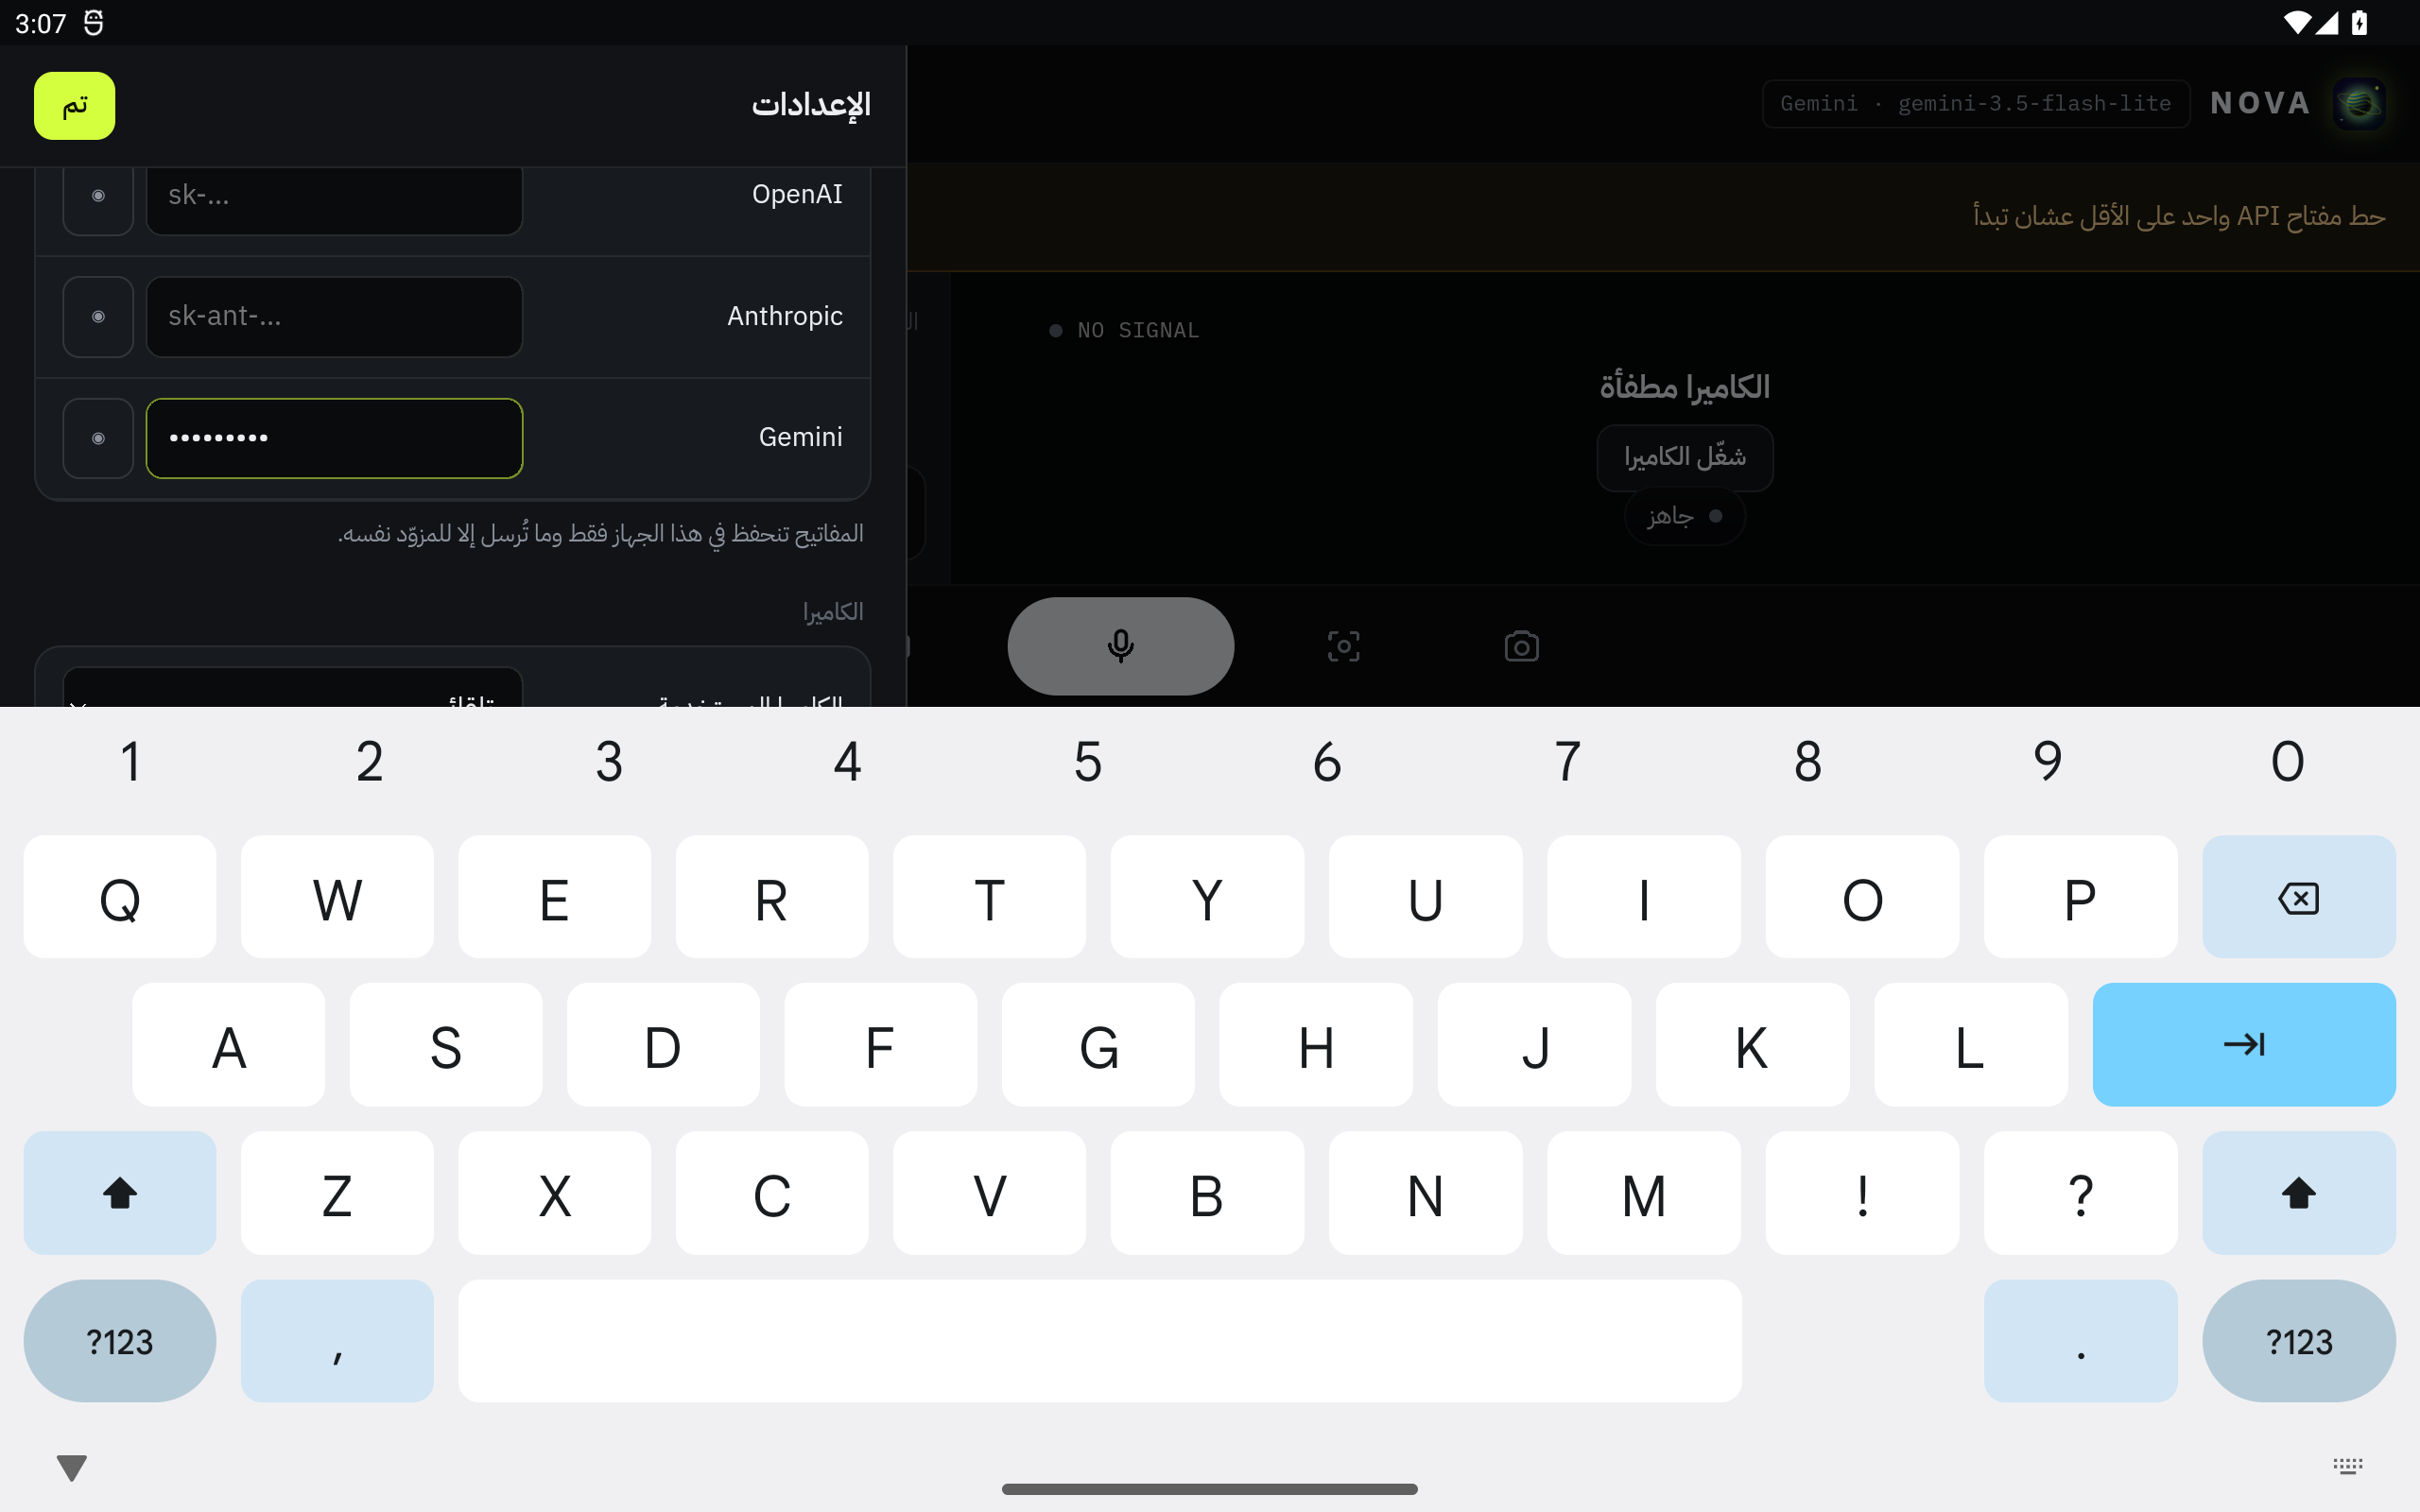 3:07
تم
الإعدادات
Gemini · gemini-3.5-flash-lite
NOVA
sk-...
OpenAI
حط مفتاح API واحد على الأقل عشان تبدأ
sk-ant-...
Anthropic
NO SIGNAL
الكاميرا مطفأة
•••••••••
Gemini
شغّل الكاميرا
جاهز
المفاتيح تنحفظ في هذا الجهاز فقط وما تُرسل إلا للمزوّد نفسه.
الكاميرا
1 2 3 4 5 6 7 8 9 0
Q W E R T Y U I O P
A S D F G H J K L
Z X C V B N M ! ?
?123 , . ?123